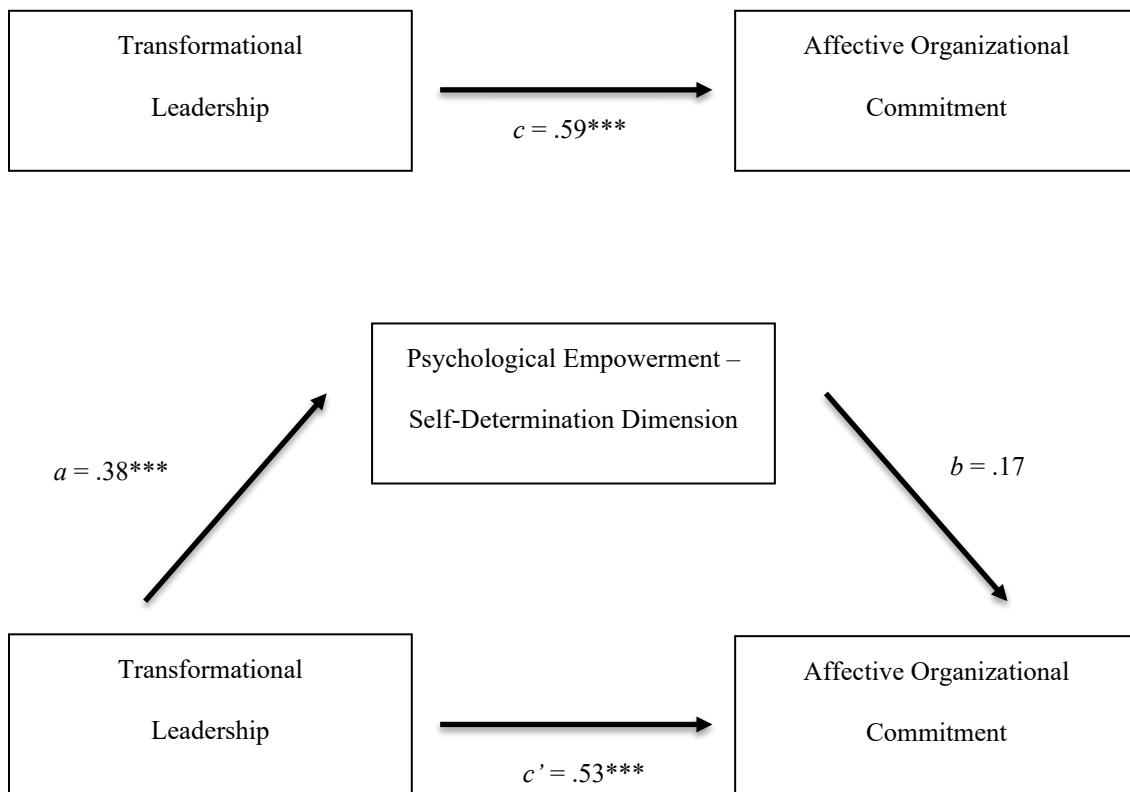 Transformational
Leadership
Affective Organizational
Commitment
c = .59***
Psychological Empowerment –
Self-Determination Dimension
a = .38***
b = .17
Transformational
Leadership
Affective Organizational
Commitment
c’ = .53***